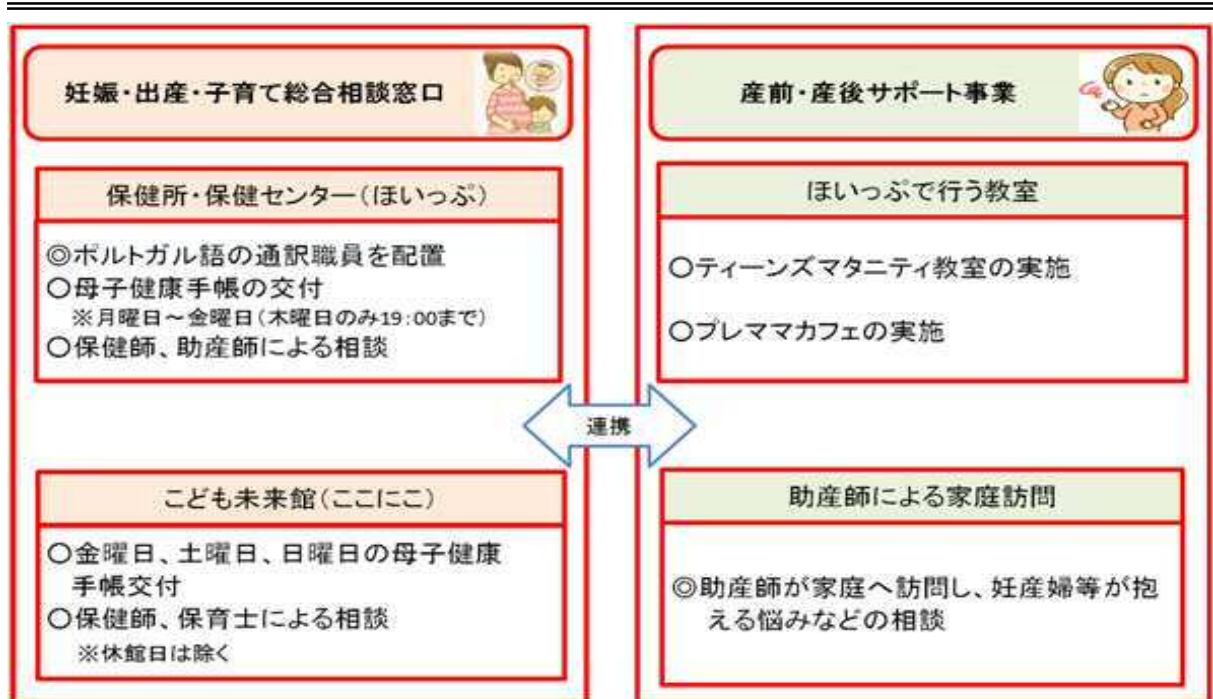 妊娠・出産・子育て総合相談窓口
保健所・保健センター(ほいっぷ)
◎ポルトガル語の通訳職員を配置
○母子健康手帳の交付
※月曜日～金曜日(木曜日のみ19:00まで)
○保健師、助産師による相談
こども未来館(ここにこ)
○金曜日、土曜日、日曜日の母子健康
手帳交付
○保健師、保育士による相談
※休館日は除く
連携
産前・産後サポート事業
ほいっぷで行う教室
○ティーンズマタニティ教室の実施
○プレママカフェの実施
助産師による家庭訪問
◎助産師が家庭へ訪問し、妊産婦等が抱
える悩みなどの相談